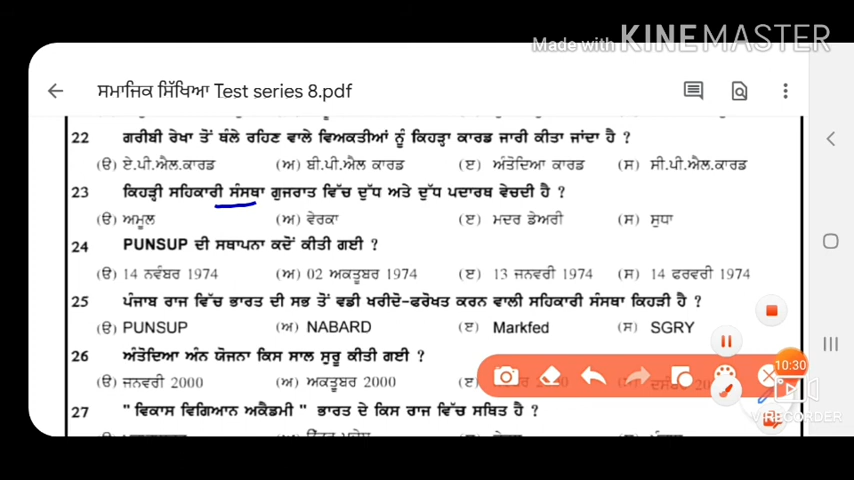 Made with KINEMASTER
ਸਮਾਜਿਕ ਸਿੱਖਿਆ Test series 8.pdf
22 ਗਰੀਬੀ ਰੇਖਾ ਤੋਂ ਥੱਲੇ ਰਹਿਣ ਵਾਲੇ ਵਿਅਕਤੀਆਂ ਨੂੰ ਕਿਹੜਾ ਕਾਰਡ ਜਾਰੀ ਕੀਤਾ ਜਾਂਦਾ ਹੈ ?
(ੳ) ਏ.ਪੀ.ਐਲ.ਕਾਰਡ (ਅ) ਬੀ.ਪੀ.ਐਲ ਕਾਰਡ (ੲ) ਅੰਤੋਦਿਆ ਕਾਰਡ (ਸ) ਸੀ.ਪੀ.ਐਲ.ਕਾਰਡ
23 ਕਿਹੜੀ ਸਹਿਕਾਰੀ ਸੰਸਥਾ ਗੁਜਰਾਤ ਵਿੱਚ ਦੁੱਧ ਅਤੇ ਦੁੱਧ ਪਦਾਰਥ ਵੇਚਦੀ ਹੈ ?
(ੳ) ਅਮੂਲ (ਅ) ਵੇਰਕਾ (ੲ) ਮਦਰ ਡੇਅਰੀ (ਸ) ਸੁਧਾ
24 PUNSUP ਦੀ ਸਥਾਪਨਾ ਕਦੋਂ ਕੀਤੀ ਗਈ ?
(ੳ) 14 ਨਵੰਬਰ 1974 (ਅ) 02 ਅਕਤੂਬਰ 1974 (ੲ) 13 ਜਨਵਰੀ 1974 (ਸ) 14 ਫਰਵਰੀ 1974
25 ਪੰਜਾਬ ਰਾਜ ਵਿੱਚ ਭਾਰਤ ਦੀ ਸਭ ਤੋਂ ਵਡੀ ਖਰੀਦੋ-ਫਰੋਖਤ ਕਰਨ ਵਾਲੀ ਸਹਿਕਾਰੀ ਸੰਸਥਾ ਕਿਹੜੀ ਹੈ ?
(ੳ) PUNSUP (ਅ) NABARD (ੲ) Markfed (ਸ) SGRY
26 ਅੰਤੋਦਿਆ ਅੰਨ ਯੋਜਨਾ ਕਿਸ ਸਾਲ ਸੁਰੂ ਕੀਤੀ ਗਈ ?
10:30
(ੳ) ਜਨਵਰੀ 2000 (ਅ) ਅਕਤੂਬਰ 2000
VRECORDER
27 " ਵਿਕਾਸ ਵਿਗਿਆਨ ਅਕੈਡਮੀ " ਭਾਰਤ ਦੇ ਕਿਸ ਰਾਜ ਵਿੱਚ ਸਥਿਤ ਹੈ ?